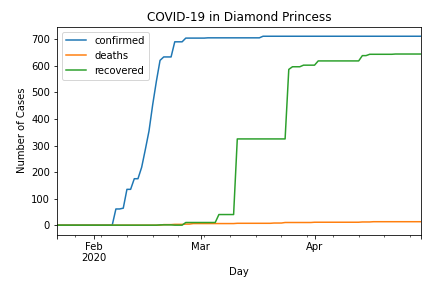 COVID-19 in Diamond Princess
confirmed
deaths
recovered
Number of Cases
700
600
500
400
300
200
100
0
Feb
2020
Mar
Apr
Day